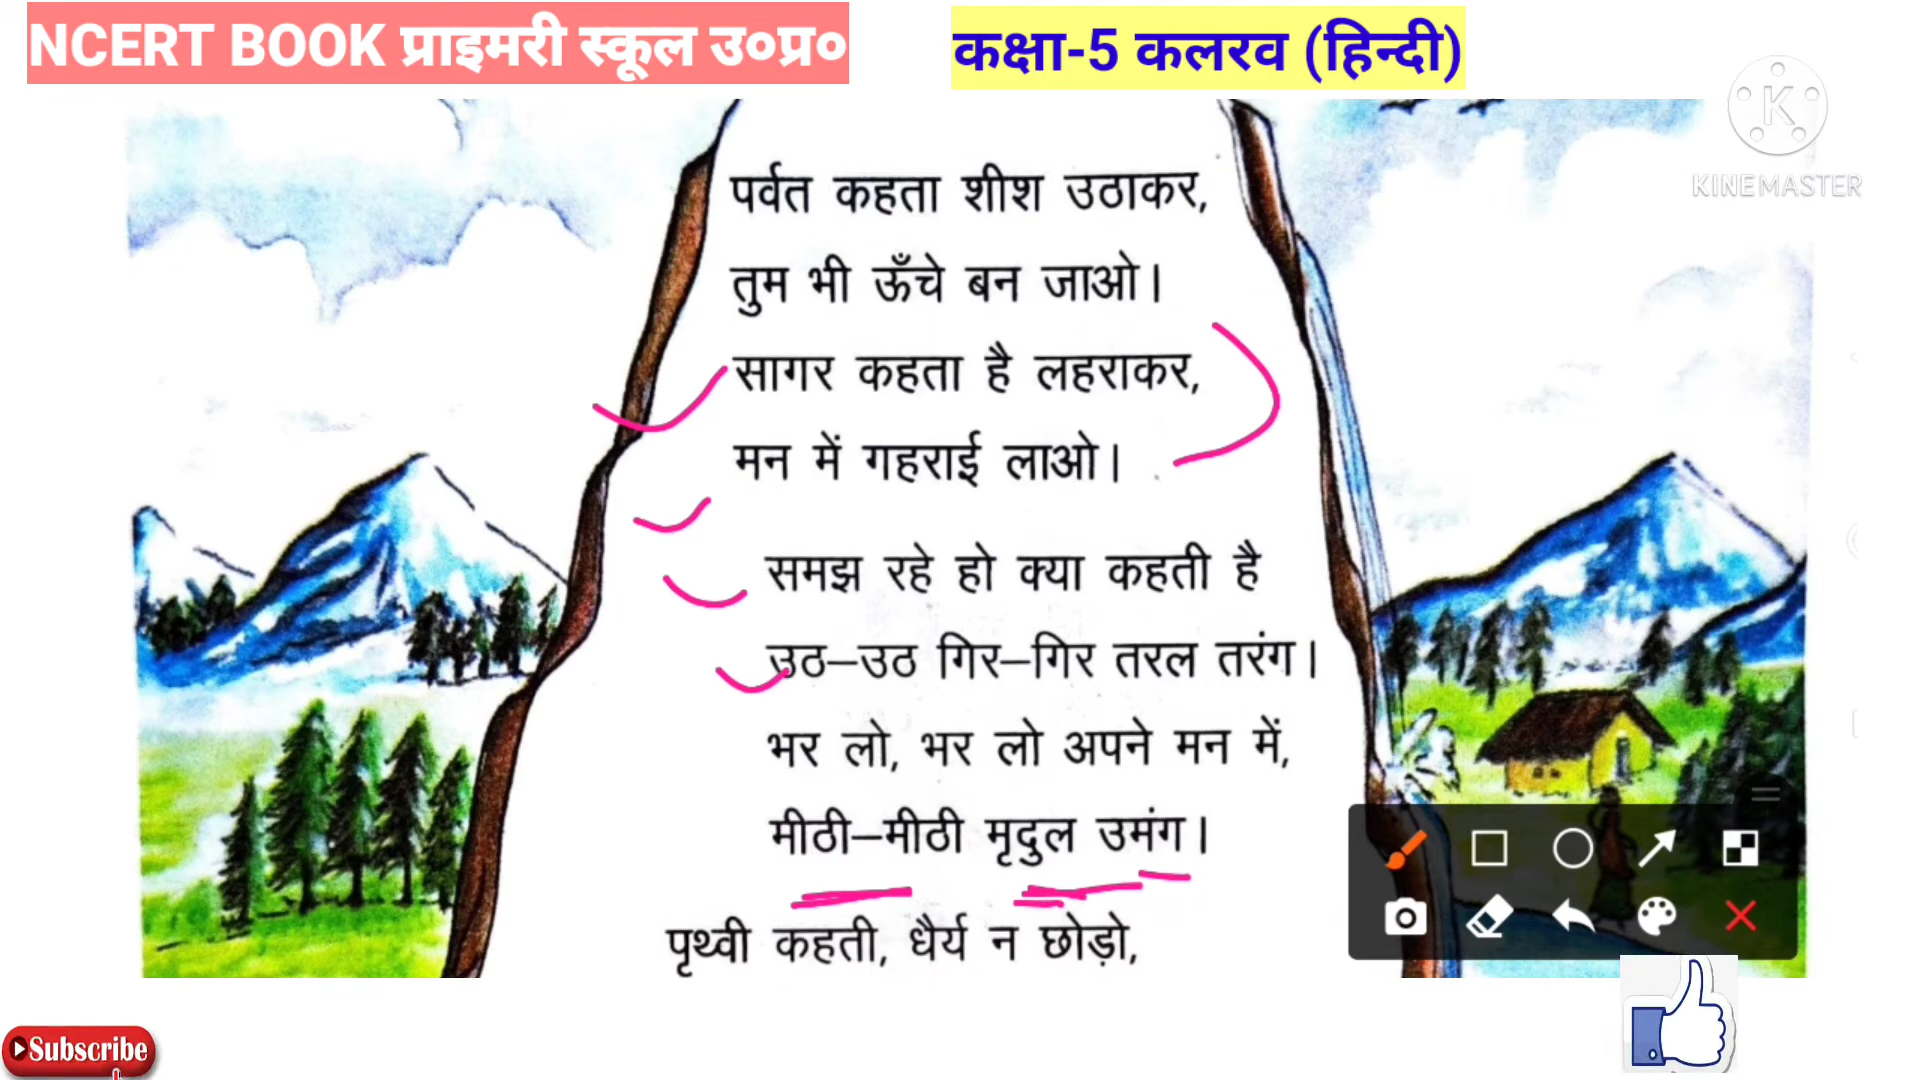 NCERT BOOK प्राइमरी स्कूल उ०प्र०
कक्षा-5 कलरव (हिन्दी)
K
KINEMASTER
पर्वत कहता शीश उठाकर,
तुम भी ऊँचे बन जाओ।
सागर कहता है लहराकर,
मन में गहराई लाओ।
समझ रहे हो क्या कहती है
उठ–उठ गिर–गिर तरल तरंग।
भर लो, भर लो अपने मन में,
मीठी–मीठी मृदुल उमंग।
पृथ्वी कहती, धैर्य न छोड़ो,
Subscribe